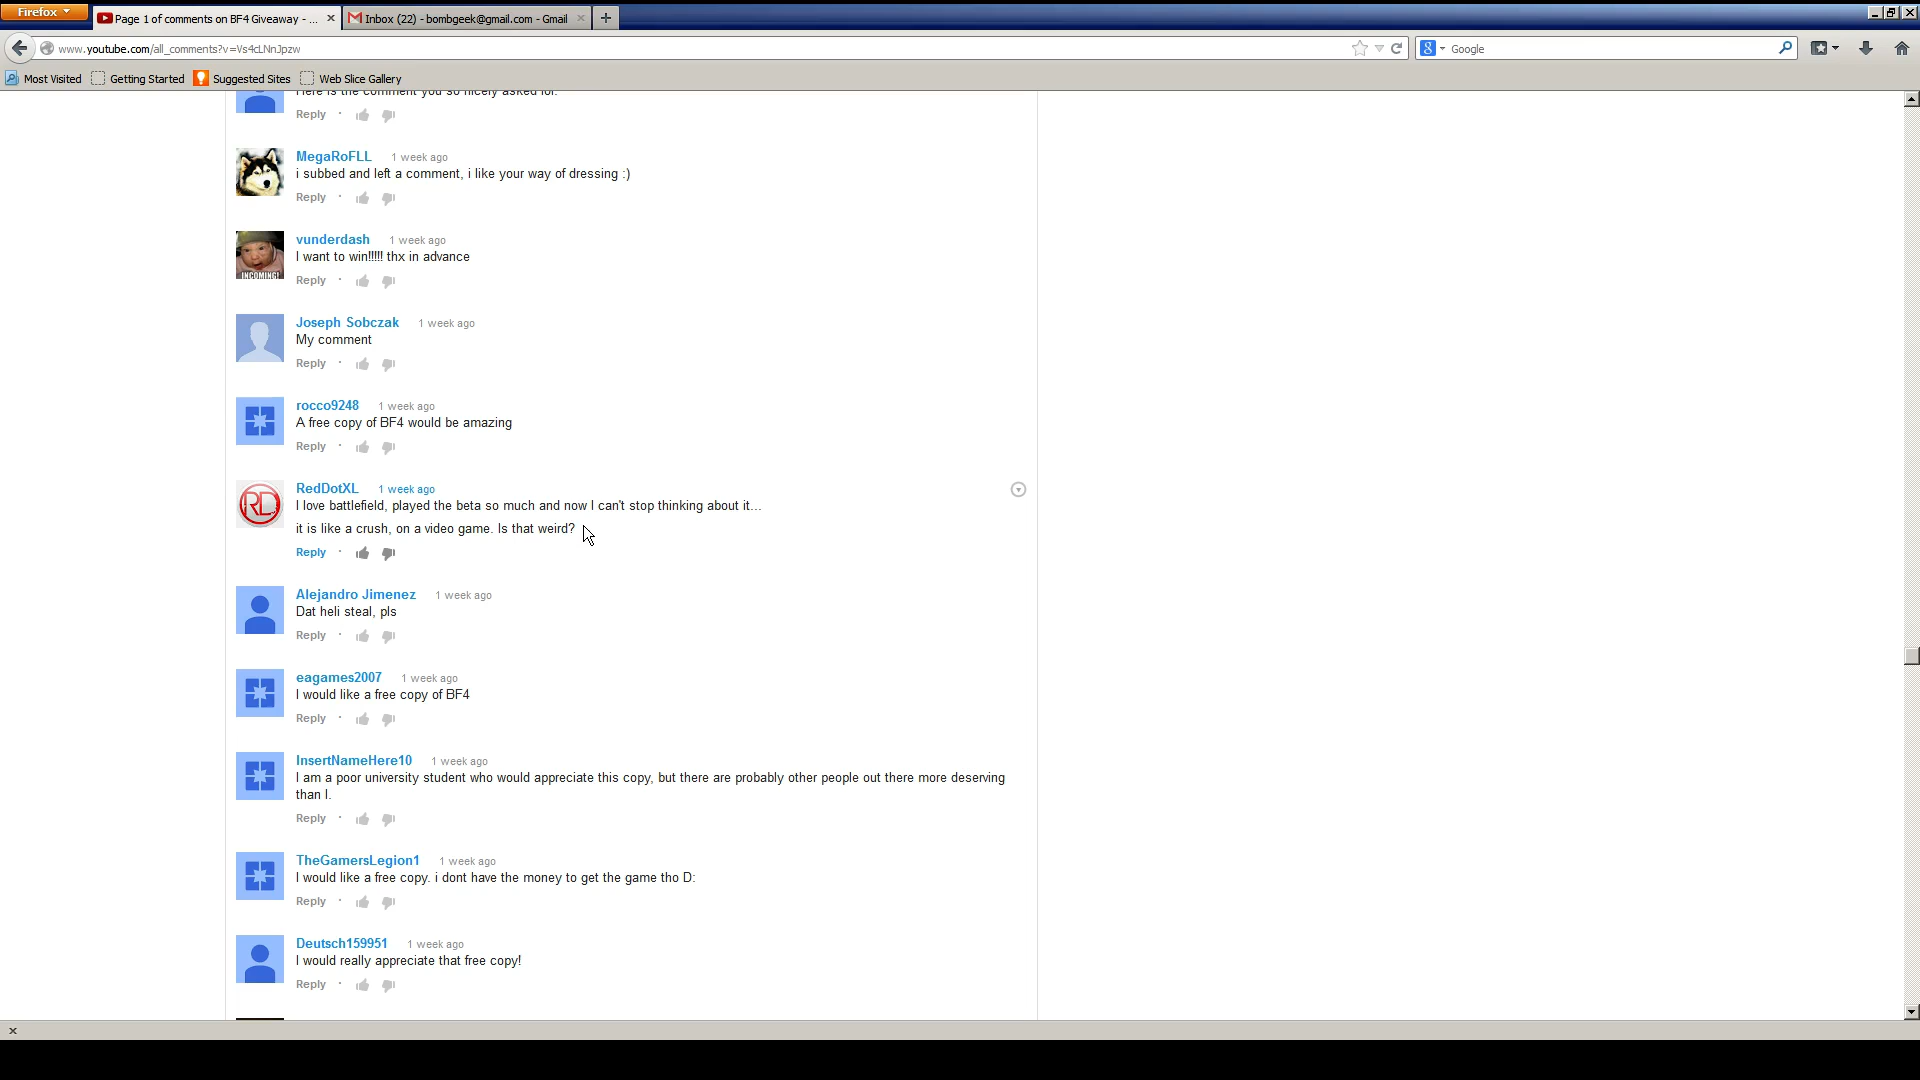 Firefox
Page 1 of comments on BF4 Giveaway - ...
Inbox (22) - bombgeek@gmail.com - Gmail
www.youtube.com/all_comments?v=Vs4cLNnJpzw
8
Google
Most Visited
Getting Started
Suggested Sites
Web Slice Gallery
Here is the comment you so nicely asked for.
Reply ·
MegaRoFLL 1 week ago
i subbed and left a comment, i like your way of dressing :)
Reply ·
INCOMING!
vunderdash 1 week ago
I want to win!!!!! thx in advance
Reply ·
Joseph Sobczak 1 week ago
My comment
Reply ·
rocco9248 1 week ago
A free copy of BF4 would be amazing
Reply ·
RD
RedDotXL 1 week ago
I love battlefield, played the beta so much and now I can't stop thinking about it...
it is like a crush, on a video game. Is that weird?
Reply ·
Alejandro Jimenez 1 week ago
Dat heli steal, pls
Reply ·
eagames2007 1 week ago
I would like a free copy of BF4
Reply ·
InsertNameHere10 1 week ago
I am a poor university student who would appreciate this copy, but there are probably other people out there more deserving
than I.
Reply ·
TheGamersLegion1 1 week ago
I would like a free copy. i dont have the money to get the game tho D:
Reply ·
Deutsch159951 1 week ago
I would really appreciate that free copy!
Reply ·